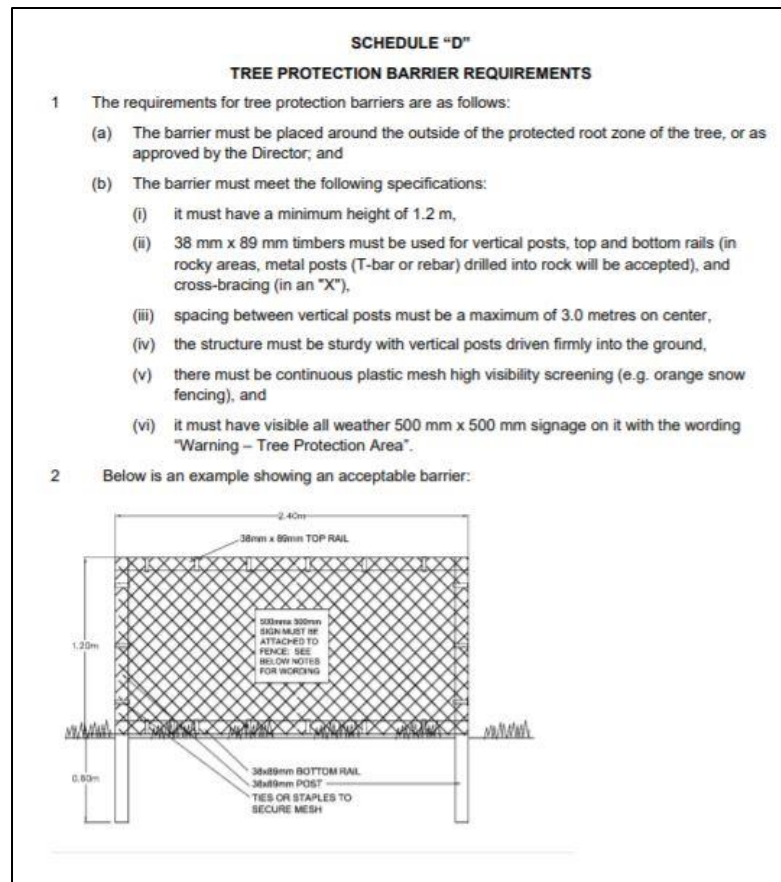 SCHEDULE “D”
TREE PROTECTION BARRIER REQUIREMENTS
1 The requirements for tree protection barriers are as follows:
(a) The barrier must be placed around the outside of the protected root zone of the tree, or as
approved by the Director; and
(b) The barrier must meet the following specifications:
(i) it must have a minimum height of 1.2 m,
(ii) 38 mm x 89 mm timbers must be used for vertical posts, top and bottom rails (in
rocky areas, metal posts (T-bar or rebar) drilled into rock will be accepted), and
cross-bracing (in an "X"),
(iii) spacing between vertical posts must be a maximum of 3.0 metres on center,
(iv) the structure must be sturdy with vertical posts driven firmly into the ground,
(v) there must be continuous plastic mesh high visibility screening (e.g. orange snow
fencing), and
(vi) it must have visible all weather 500 mm x 500 mm signage on it with the wording
“Warning – Tree Protection Area”.
2 Below is an example showing an acceptable barrier:
2.40m
38mm x 89mm TOP RAIL
500mmx 500mm
SIGN MUST BE
ATTACHED TO
FENCE: SEE
BELOW NOTES
FOR WORDING
1.20m
0.60m
38x89mm BOTTOM RAIL
38x89mm POST
TIES OR STAPLES TO
SECURE MESH